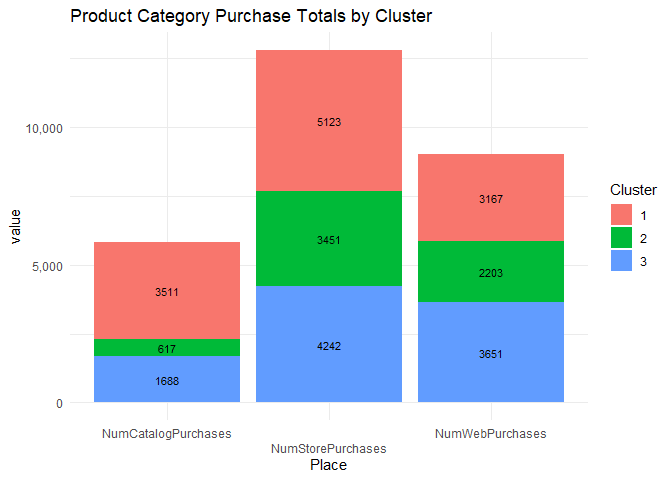 Product Category Purchase Totals by Cluster
value
10,000
5,000
0
5123
3451
4242
3511
617
1688
3167
2203
3651
NumCatalogPurchases
NumStorePurchases
NumWebPurchases
Place
Cluster
1
2
3